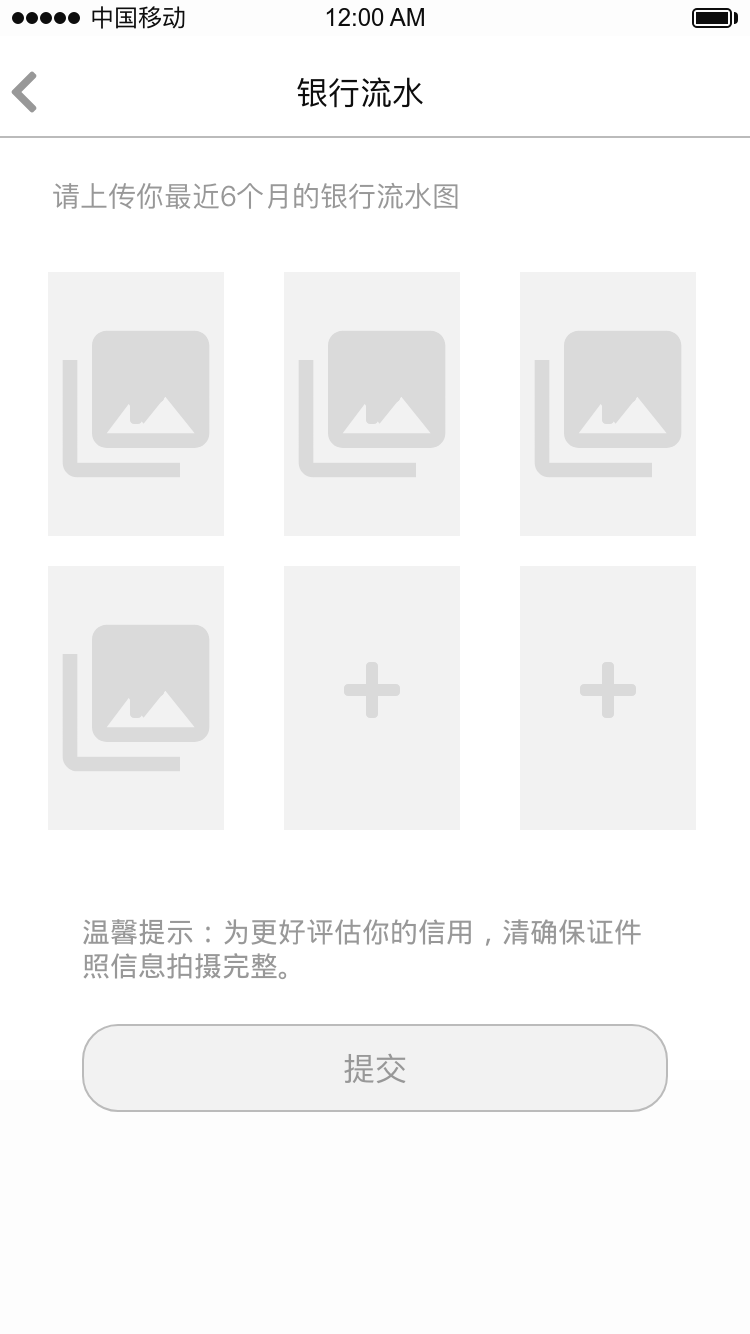 中国移动 12:00 AM
银行流水
请上传你最近6个月的银行流水图
温馨提示：为更好评估你的信用，清确保证件
照信息拍摄完整。
提交